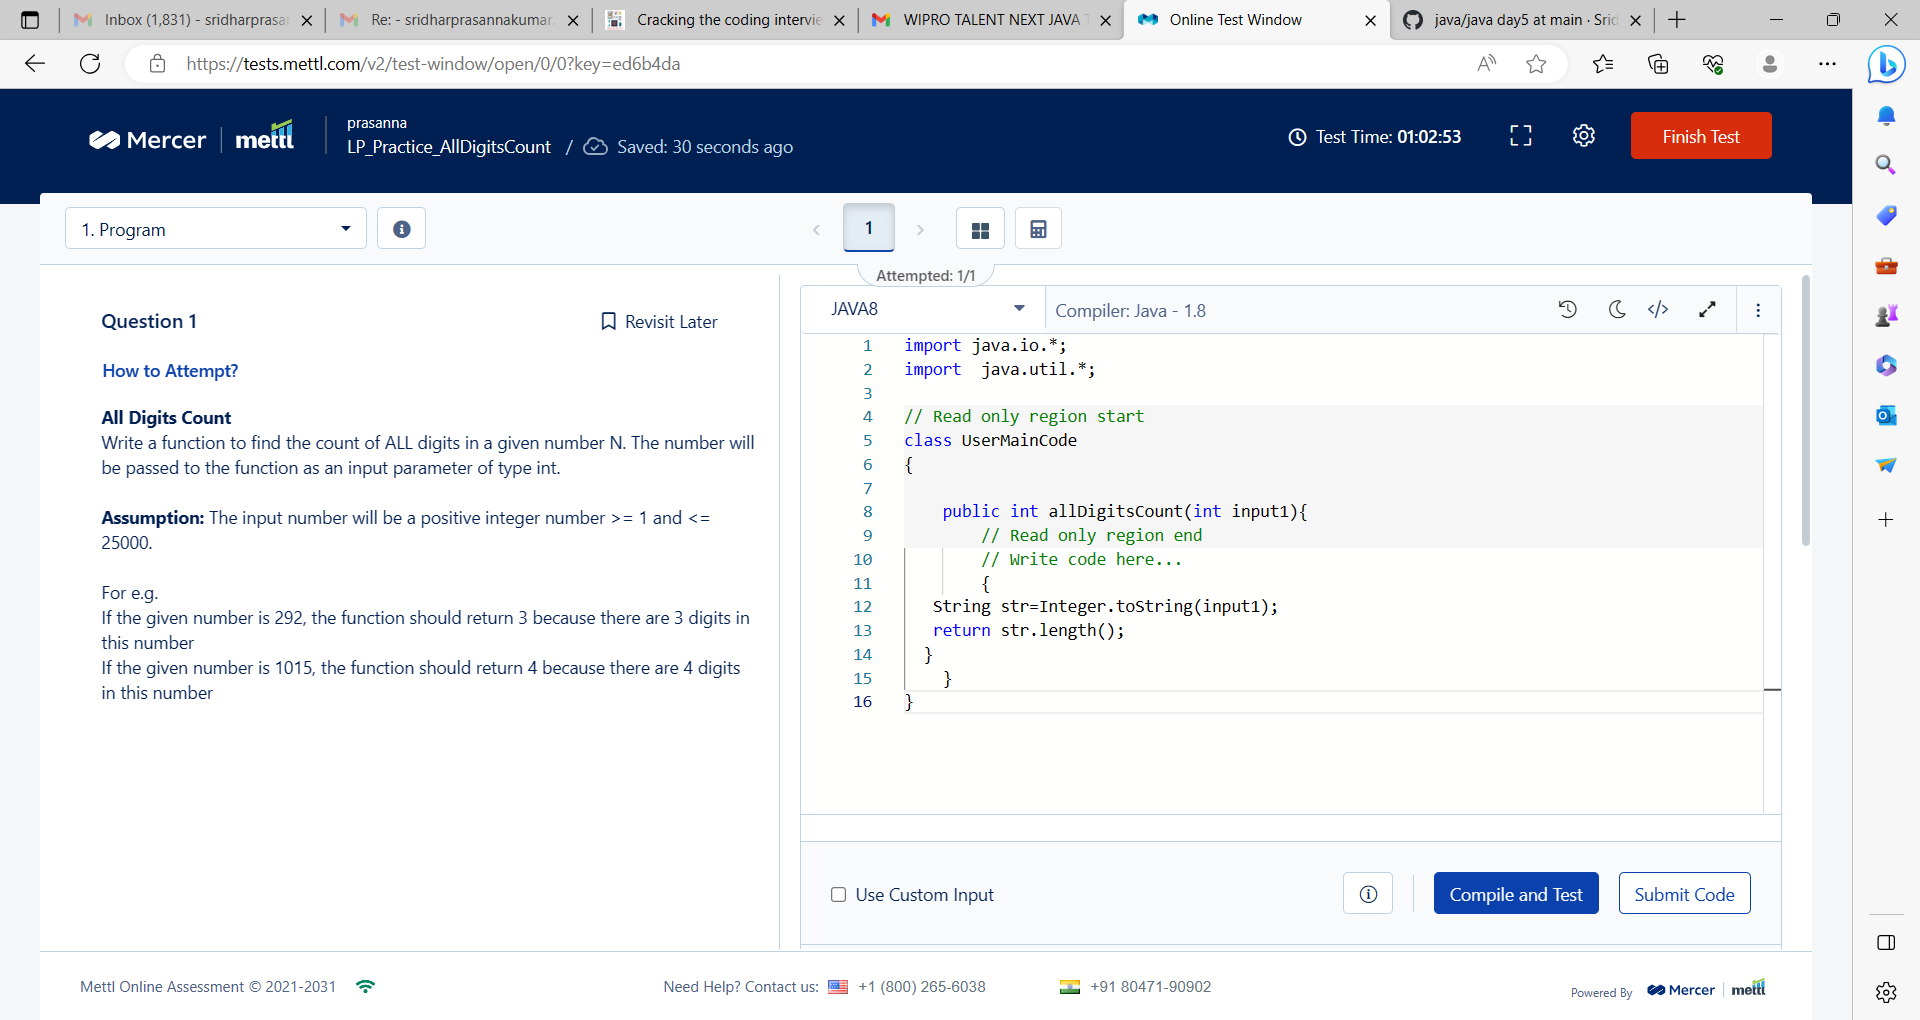 Inbox (1,831) - sridharprasan
Re: - sridharprasannakumar.
Cracking the coding intervie
WIPRO TALENT NEXT JAVA T
Online Test Window
java/java day5 at main · Srid
https://tests.mettl.com/v2/test-window/open/0/0?key=ed6b4da
Mercer | mettl
prasanna
LP_Practice_AllDigitsCount / Saved: 30 seconds ago
Test Time: 01:02:53
Finish Test
1. Program
1
Attempted: 1/1
Question 1
Revisit Later
How to Attempt?
All Digits Count
Write a function to find the count of ALL digits in a given number N. The number will
be passed to the function as an input parameter of type int.
Assumption: The input number will be a positive integer number >= 1 and <=
25000.
For e.g.
If the given number is 292, the function should return 3 because there are 3 digits in
this number
If the given number is 1015, the function should return 4 because there are 4 digits
in this number
JAVA8
Compiler: Java - 1.8
1 import java.io.*;
2 import  java.util.*;
3
4 // Read only region start
5 class UserMainCode
6 {
7
8     public int allDigitsCount(int input1){
9         // Read only region end
10         // Write code here...
11         {
12    String str=Integer.toString(input1);
13    return str.length();
14   }
15     }
16 }
Use Custom Input
Compile and Test
Submit Code
Mettl Online Assessment © 2021-2031
Need Help? Contact us: +1 (800) 265-6038
+91 80471-90902
Powered By Mercer | mettl